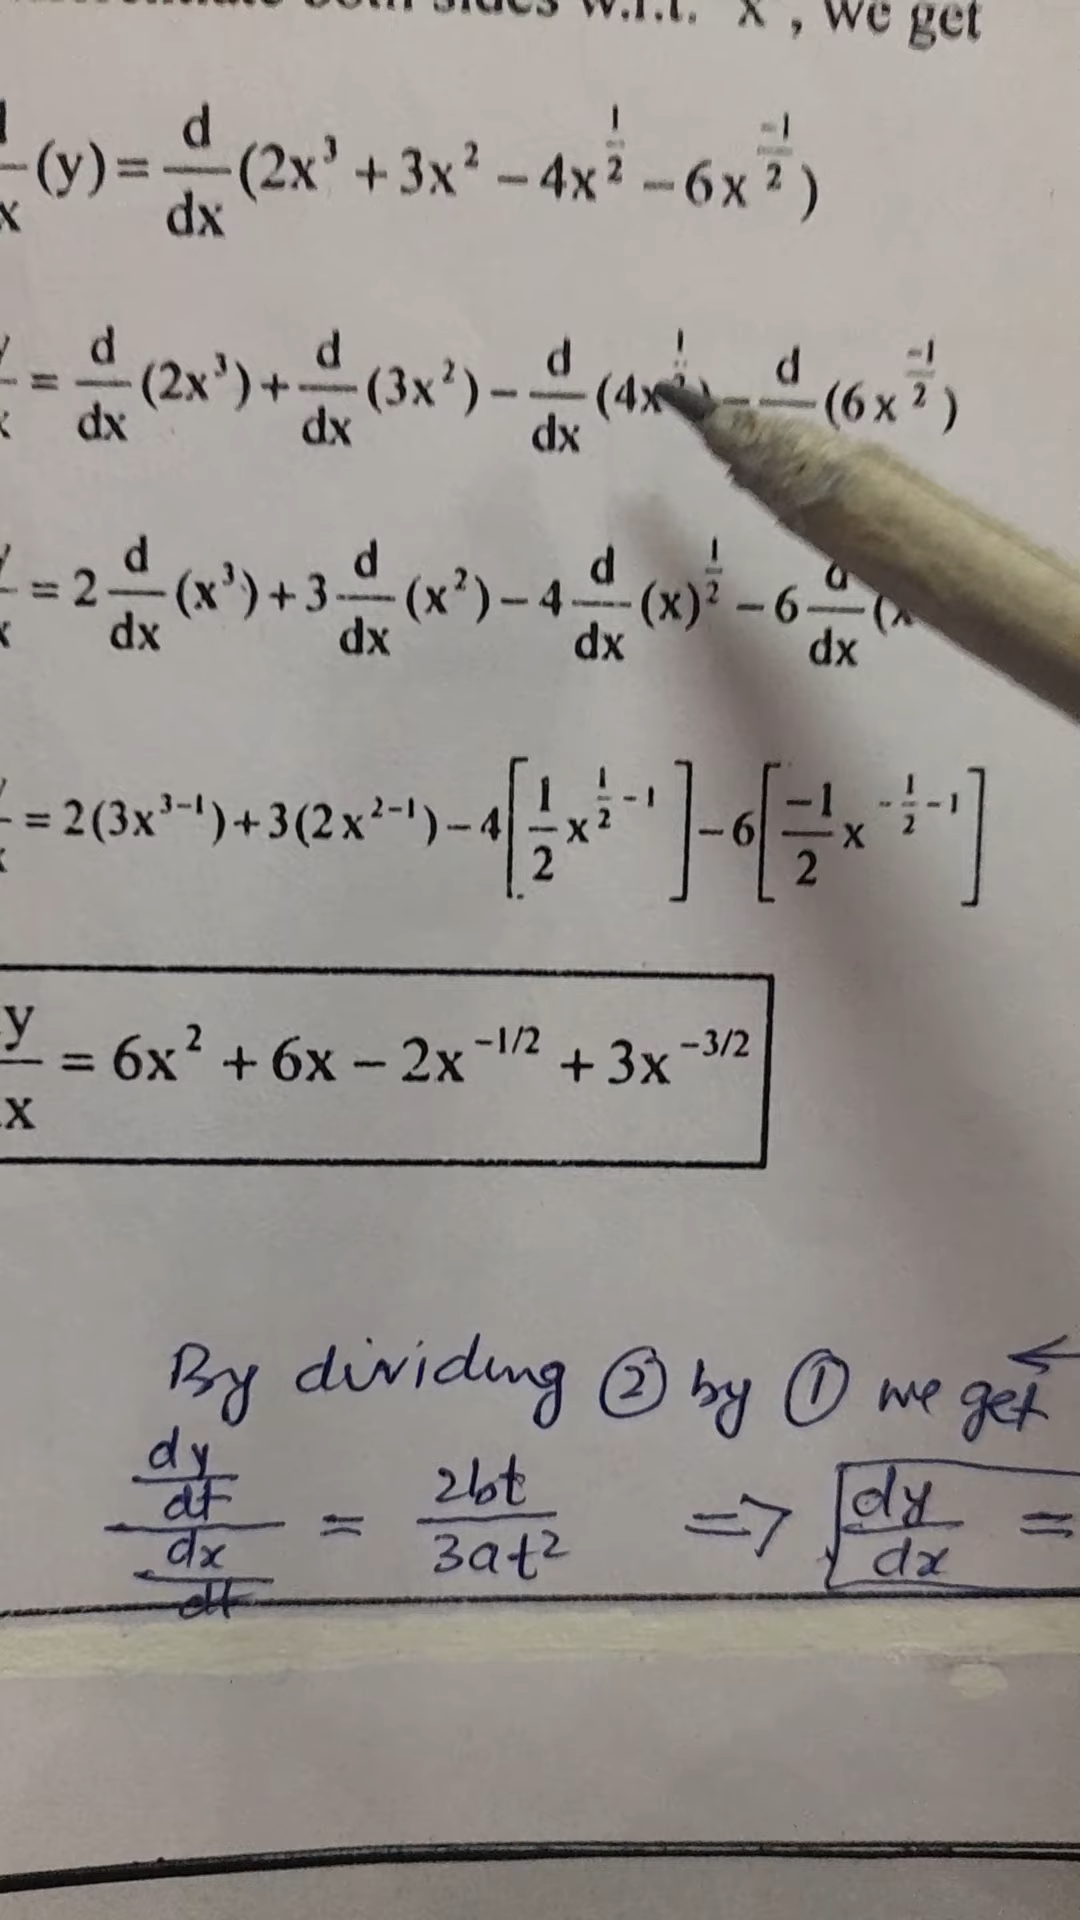 both sides w.r.t. 'x', we get
(y) = d/dx (2x³ + 3x² − 4x^(1/2) − 6x^(−1/2))
= d/dx (2x³) + d/dx (3x²) − d/dx (4x − d/dx (6x^(−1/2))
= 2 d/dx (x³) + 3 d/dx (x²) − 4 d/dx (x)^(1/2) − 6 d/dx (x
= 2(3x^(3−1)) + 3(2x^(2−1)) − 4[1/2 x^(1/2 −1)] − 6[−1/2 x^(−1/2 −1)]
y/x = 6x² + 6x − 2x^(−1/2) + 3x^(−3/2)
By dividing ② by ① we get
(dy/dt)/(dx/dt) = 2bt/3at² ⇒ dy/dx =